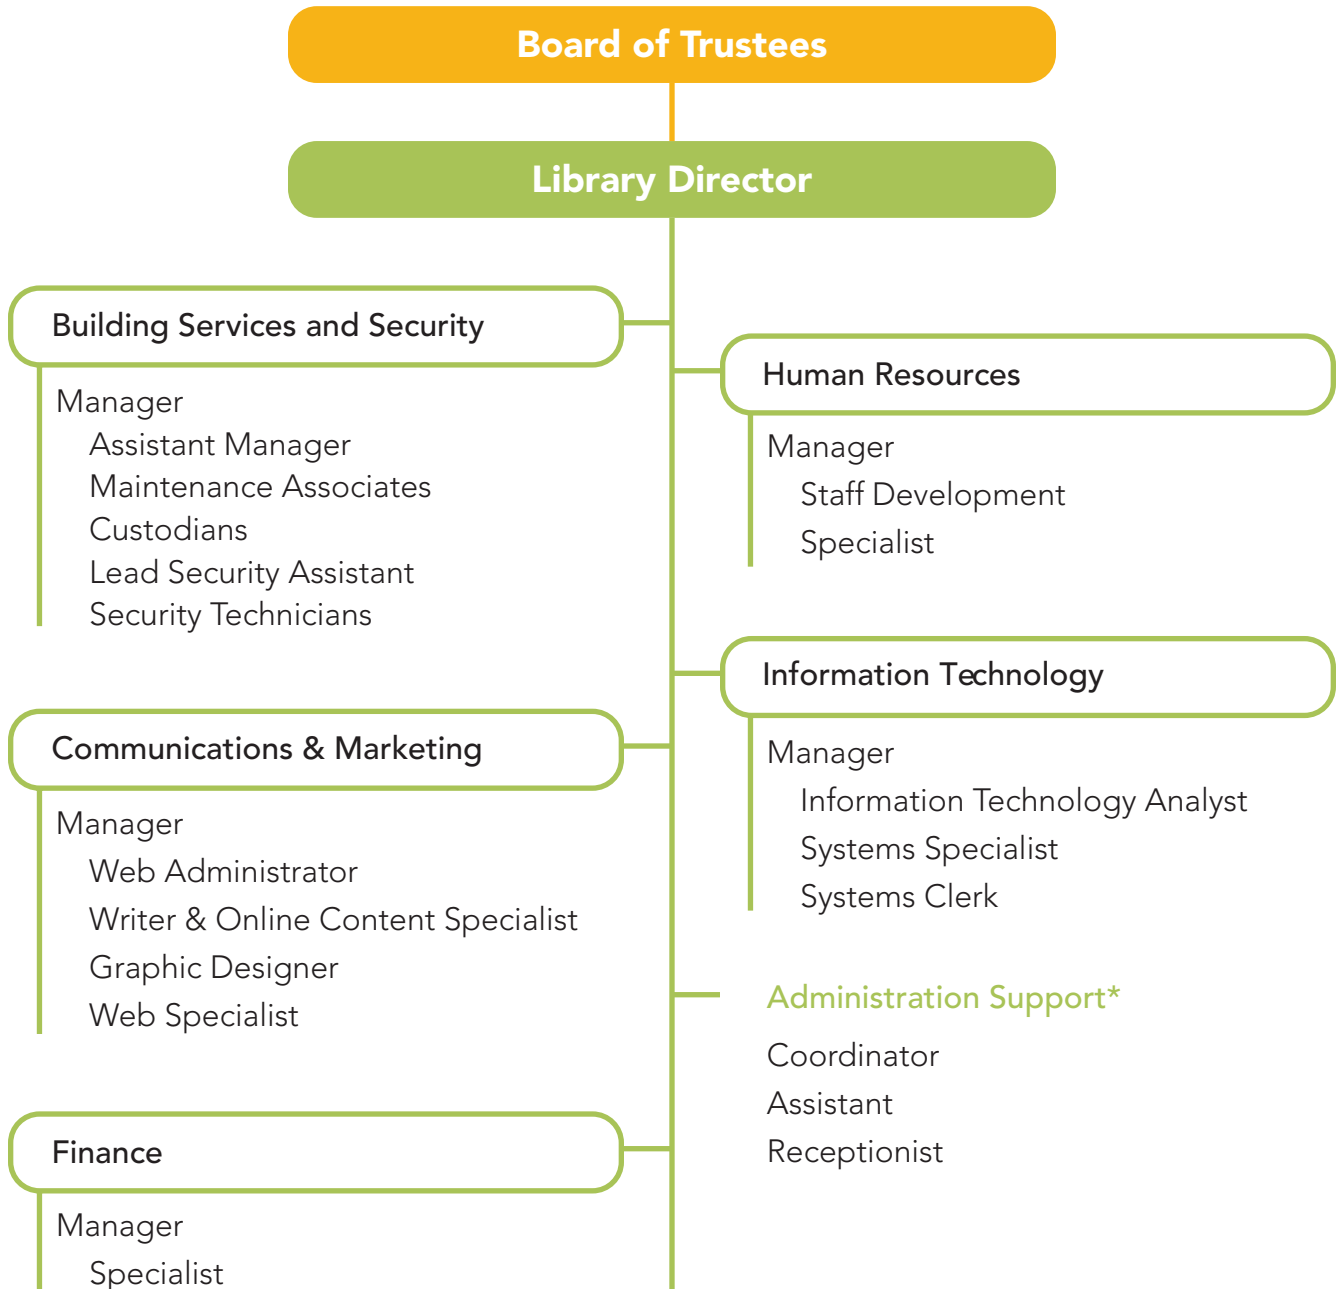 Board of Trustees
Library Director
Building Services and Security
Manager
Assistant Manager
Maintenance Associates
Custodians
Lead Security Assistant
Security Technicians
Human Resources
Manager
Staff Development
Specialist
Information Technology
Manager
Information Technology Analyst
Systems Specialist
Systems Clerk
Communications & Marketing
Manager
Web Administrator
Writer & Online Content Specialist
Graphic Designer
Web Specialist
Administration Support*
Coordinator
Assistant
Receptionist
Finance
Manager
Specialist